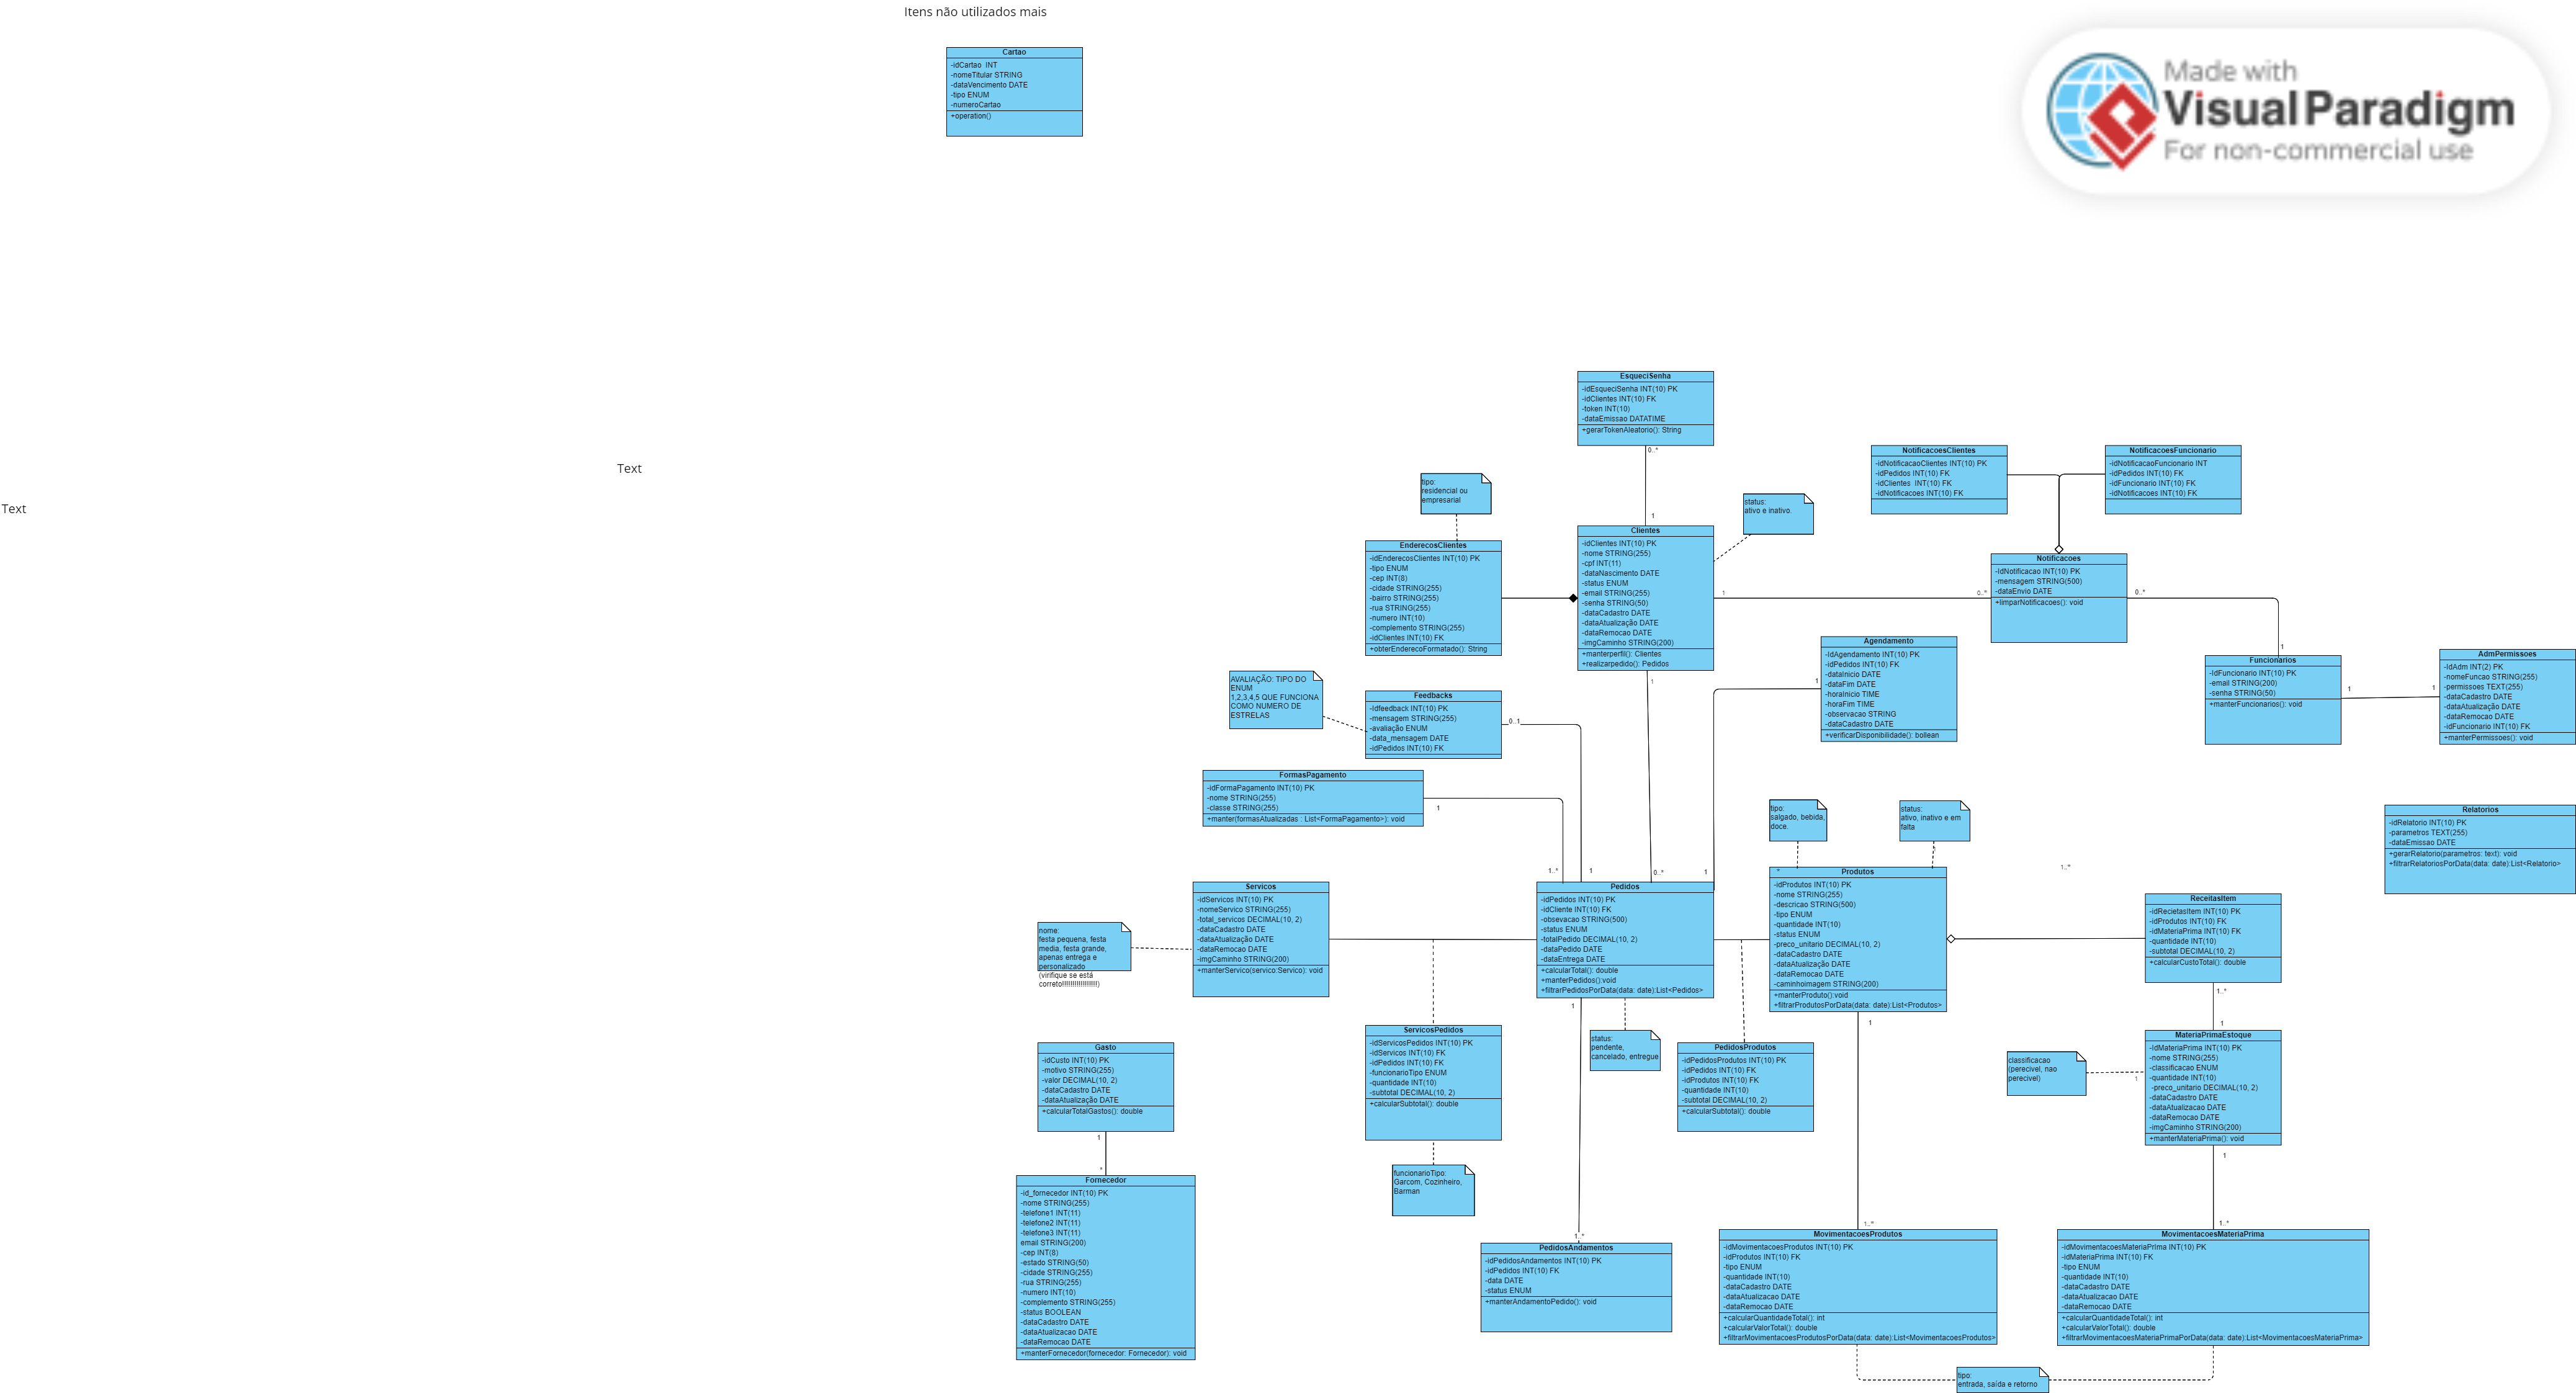 Itens não utilizados mais
Cartao
-idCartao INT
-nomeTitular STRING
-dataVencimento DATE
-tipo ENUM
-numeroCartao
+operation()
Made with
Visual Paradigm
For non-commercial use
Text
Text
EsqueciSenha
-idEsqueciSenha INT(10) PK
-idClientes INT(10) FK
-token INT(10)
-dataEmissao DATATIME
+gerarTokenAleatorio(): String
0..*
1
tipo:
residencial ou
empresarial
status:
ativo e inativo.
NotificacoesClientes
-idNotificacaoClientes INT(10) PK
-idPedidos INT(10) FK
-idClientes INT(10) FK
-idNotificacoes INT(10) FK
NotificacoesFuncionario
-idNotificacaoFuncionario INT
-idPedidos INT(10) FK
-idFuncionario INT(10) FK
-idNotificacoes INT(10) FK
EnderecosClientes
-idEnderecosClientes INT(10) PK
-tipo ENUM
-cep INT(8)
-cidade STRING(255)
-bairro STRING(255)
-rua STRING(255)
-numero INT(10)
-complemento STRING(255)
-idClientes INT(10) FK
+obterEnderecoFormatado(): String
Clientes
-idClientes INT(10) PK
-nome STRING(255)
-cpf INT(11)
-dataNascimento DATE
-status ENUM
-email STRING(255)
-senha STRING(50)
-dataCadastro DATE
-dataAtualização DATE
-dataRemocao DATE
-imgCaminho STRING(200)
+manterperfil(): Clientes
+realizarpedido(): Pedidos
1
0..*
Notificacoes
-IdNotificacao INT(10) PK
-mensagem STRING(500)
-dataEnvio DATE
+limparNotificacoes(): void
0..*
1
Agendamento
-IdAgendamento INT(10) PK
-idPedidos INT(10) FK
-dataInicio DATE
-dataFim DATE
-horaInicio TIME
-horaFim TIME
-observacao STRING
-dataCadastro DATE
+verificarDisponibilidade(): bollean
1
1
Funcionarios
-IdFuncionario INT(10) PK
-email STRING(200)
-senha STRING(50)
+manterFuncionarios(): void
1
1
AdmPermissoes
-IdAdm INT(2) PK
-nomeFuncao STRING(255)
-permissoes TEXT(255)
-dataCadastro DATE
-dataAtualização DATE
-dataRemocao DATE
-idFuncionario INT(10) FK
+manterPermissoes(): void
AVALIAÇÃO: TIPO DO
ENUM
1,2,3,4,5 QUE FUNCIONA
COMO NUMERO DE
ESTRELAS
Feedbacks
-Idfeedback INT(10) PK
-mensagem STRING(255)
-avaliação ENUM
-data_mensagem DATE
-idPedidos INT(10) FK
0..1
1
FormasPagamento
-idFormaPagamento INT(10) PK
-nome STRING(255)
-classe STRING(255)
+manter(formasAtualizadas : List<FormaPagamento>): void
1
1..*
1
0..*
tipo:
salgado, bebida,
doce.
status:
ativo, inativo e em
falta
1..*
Relatorios
-idRelatorio INT(10) PK
-parametros TEXT(255)
-dataEmissao DATE
+gerarRelatorio(parametros: text): void
+filtrarRelatoriosPorData(data: date):List<Relatorio>
nome:
festa pequena, festa
media, festa grande,
apenas entrega e
personalizado
(virifique se está
correto!!!!!!!!!!!!!!!!!!!)
Servicos
-idServicos INT(10) PK
-nomeServico STRING(255)
-total_servicos DECIMAL(10, 2)
-dataCadastro DATE
-dataAtualização DATE
-dataRemocao DATE
-imgCaminho STRING(200)
+manterServico(servico:Servico): void
Pedidos
-idPedidos INT(10) PK
-idCliente INT(10) FK
-obsevacao STRING(500)
-status ENUM
-totalPedido DECIMAL(10, 2)
-dataPedido DATE
-dataEntrega DATE
+calcularTotal(): double
+manterPedidos():void
+filtrarPedidosPorData(data: date):List<Pedidos>
*
Produtos
-idProdutos INT(10) PK
-nome STRING(255)
-descricao STRING(500)
-tipo ENUM
-quantidade INT(10)
-status ENUM
-preco_unitario DECIMAL(10, 2)
-dataCadastro DATE
-dataAtualização DATE
-dataRemocao DATE
-caminhoimagem STRING(200)
+manterProduto():void
+filtrarProdutosPorData(data: date):List<Produtos>
ReceitasItem
-idRecietasItem INT(10) PK
-idProdutos INT(10) FK
-idMateriaPrima INT(10) FK
-quantidade INT(10)
-subtotal DECIMAL(10, 2)
+calcularCustoTotal(): double
1..*
1
Gasto
-idCusto INT(10) PK
-motivo STRING(255)
-valor DECIMAL(10, 2)
-dataCadastro DATE
-dataAtualização DATE
+calcularTotalGastos(): double
1
*
ServicosPedidos
-idServicosPedidos INT(10) PK
-idServicos INT(10) FK
-idPedidos INT(10) FK
-funcionarioTipo ENUM
-quantidade INT(10)
-subtotal DECIMAL(10, 2)
+calcularSubtotal(): double
1
status:
pendente,
cancelado, entregue
PedidosProdutos
-idPedidosProdutos INT(10) PK
-idPedidos INT(10) FK
-idProdutos INT(10) FK
-quantidade INT(10)
-subtotal DECIMAL(10, 2)
+calcularSubtotal(): double
1
classificacao
(perecivel, nao
perecivel)
1
MateriaPrimaEstoque
-idMateriaPrima INT(10) PK
-nome STRING(255)
-classificacao ENUM
-quantidade INT(10)
-preco_unitario DECIMAL(10, 2)
-dataCadastro DATE
-dataAtualizacao DATE
-dataRemocao DATE
-imgCaminho STRING(200)
+manterMateriaPrima(): void
1
1..*
funcionarioTipo:
Garcom, Cozinheiro,
Barman
Fornecedor
-id_fornecedor INT(10) PK
-nome STRING(255)
-telefone1 INT(11)
-telefone2 INT(11)
-telefone3 INT(11)
email STRING(200)
-cep INT(8)
-estado STRING(50)
-cidade STRING(255)
-rua STRING(255)
-numero INT(10)
-complemento STRING(255)
-status BOOLEAN
-dataCadastro DATE
-dataAtualizacao DATE
-dataRemocao DATE
+manterFornecedor(fornecedor: Fornecedor): void
1..*
PedidosAndamentos
-idPedidosAndamentos INT(10) PK
-idPedidos INT(10) FK
-data DATE
-status ENUM
+manterAndamentoPedido(): void
1..*
MovimentacoesProdutos
-idMovimentacoesProdutos INT(10) PK
-idProdutos INT(10) FK
-tipo ENUM
-quantidade INT(10)
-dataCadastro DATE
-dataAtualizacao DATE
-dataRemocao DATE
+calcularQuantidadeTotal(): int
+calcularValorTotal(): double
+filtrarMovimentacoesProdutosPorData(data: date):List<MovimentacoesProdutos>
MovimentacoesMateriaPrima
-idMovimentacoesMateriaPrima INT(10) PK
-idMateriaPrima INT(10) FK
-tipo ENUM
-quantidade INT(10)
-dataCadastro DATE
-dataAtualizacao DATE
-dataRemocao DATE
+calcularQuantidadeTotal(): int
+calcularValorTotal(): double
+filtrarMovimentacoesMateriaPrimaPorData(data: date):List<MovimentacoesMateriaPrima>
tipo:
entrada, saída e retorno